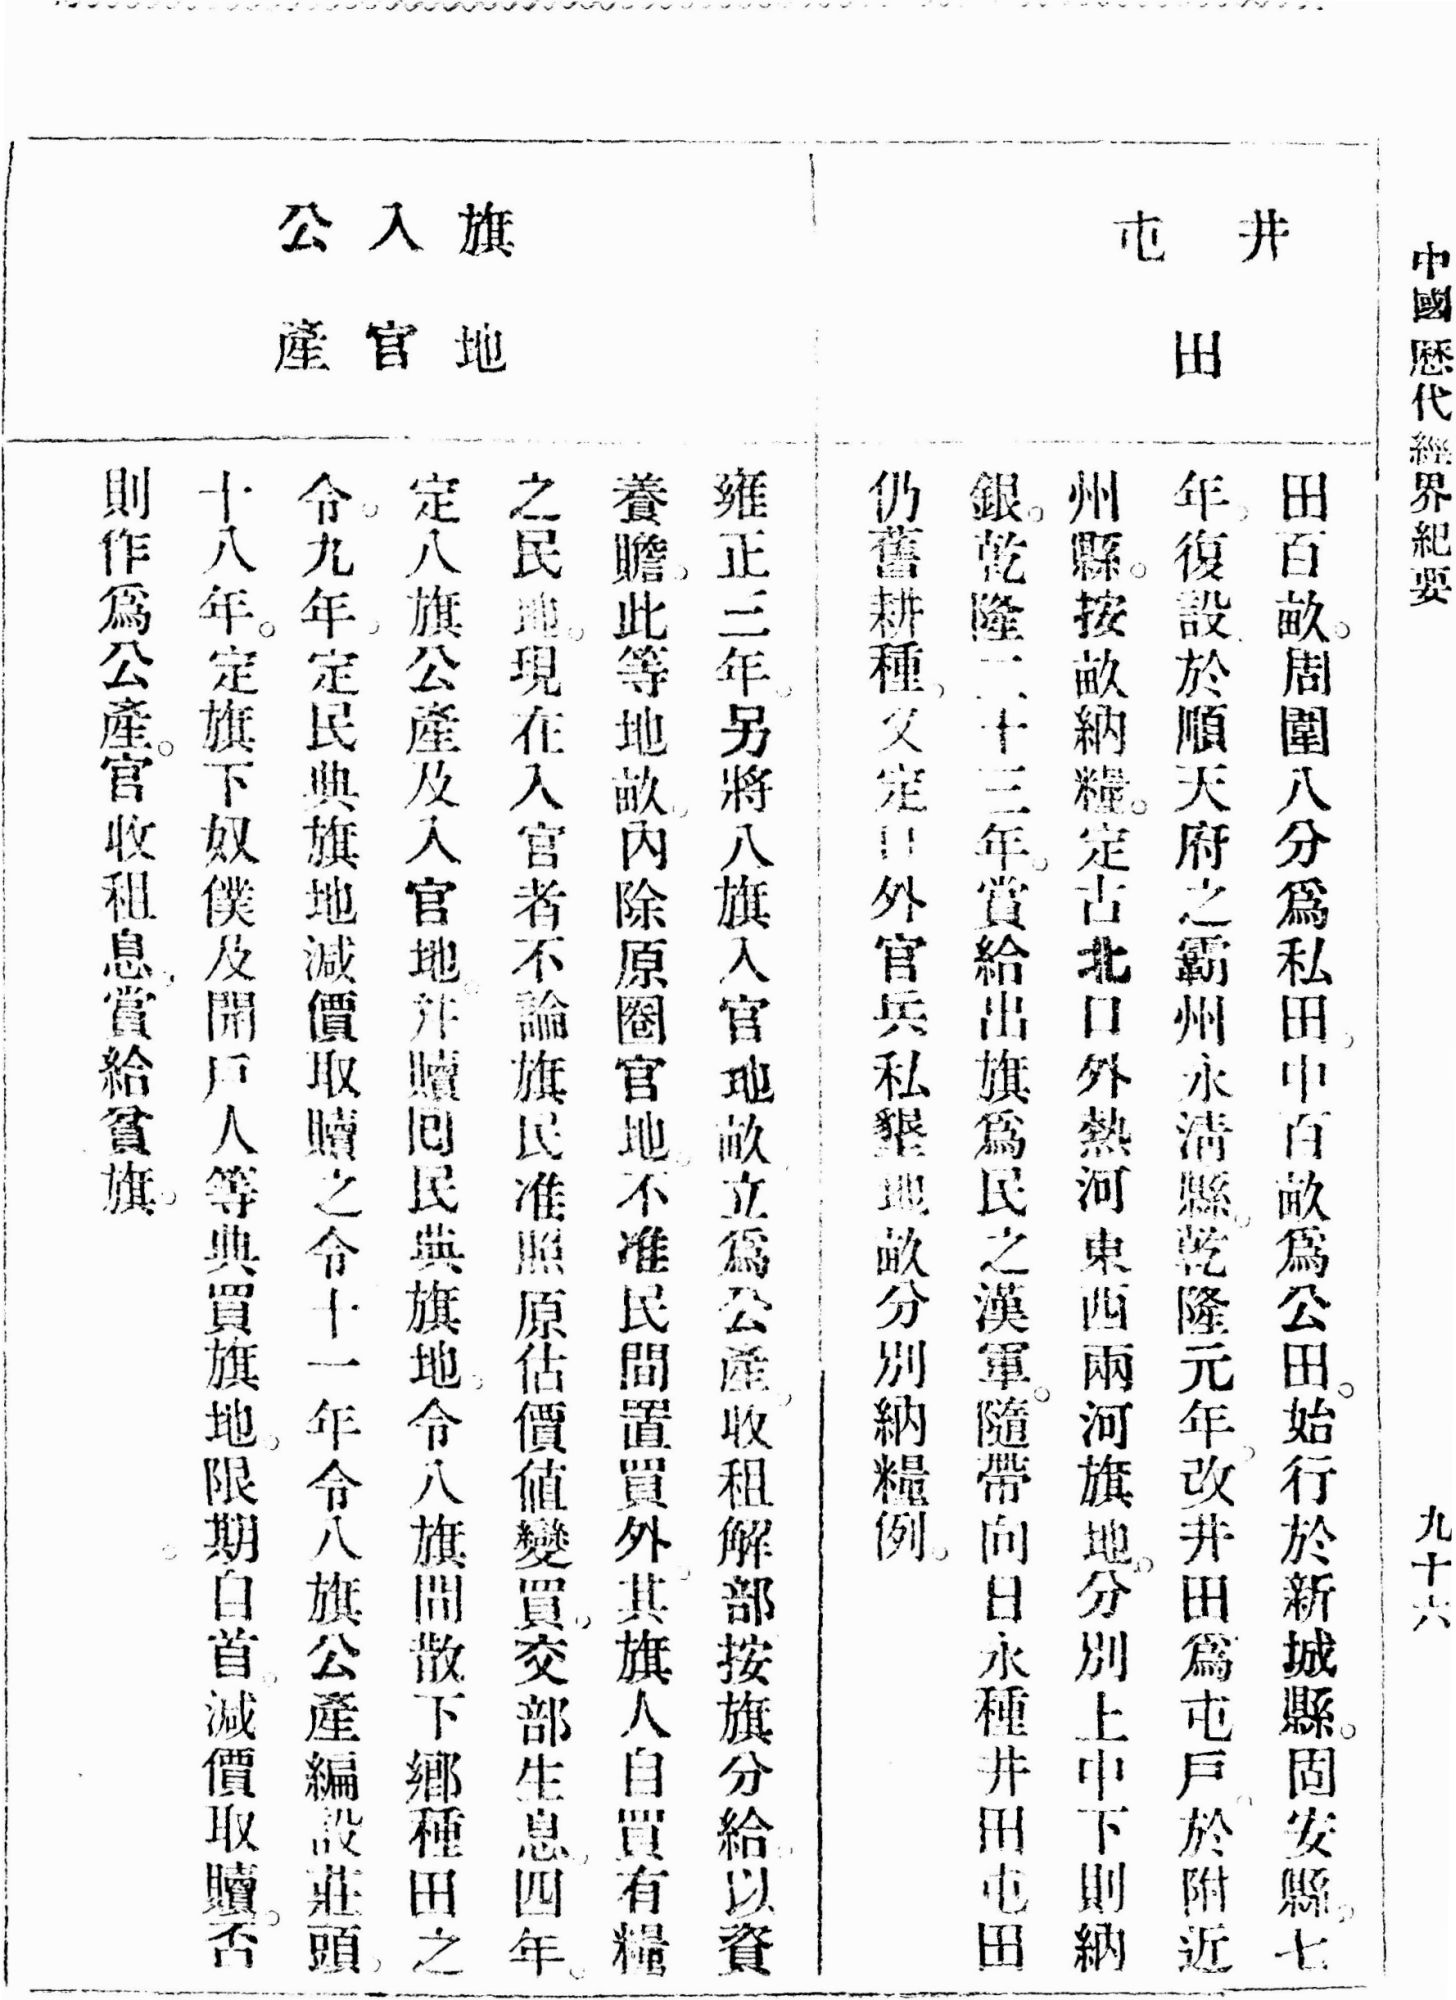 中國歷代經界紀要
九十六
井
屯
田
田百畝。周圍八分爲私田。中百畝爲公田。始行於新城縣。固安縣。七
年。復設於順天府之霸州永淸縣。乾隆元年。改井田爲屯戶。於附近
州縣。按畝納糧。定古北口外熱河東西兩河旗地。分別上中下則納
銀。乾隆二十三年。賞給出旗爲民之漢軍。隨帶向日永種井田屯田
仍舊耕種。又定口外官兵私墾地畝分別納糧例。
旗地
入官
公產
雍正三年。另將八旗入官地畝立爲公產。收租解部按旗分給。以資
養贍。此等地畝。內除原圈官地。不准民間置買外。其旗人自買有糧
之民地。現在入官者不論旗民准照原估價値變買。交部生息。四年。
定八旗公產及入官地。幷贖囘民典旗地。令八旗閒散下鄉種田之
令。九年。定民典旗地減價取贖之令十一年令八旗公產編設莊頭。
十八年。定旗下奴僕及開戶人等典買旗地。限期自首。減價取贖。否
則作爲公產。官收租息。賞給貧旗。